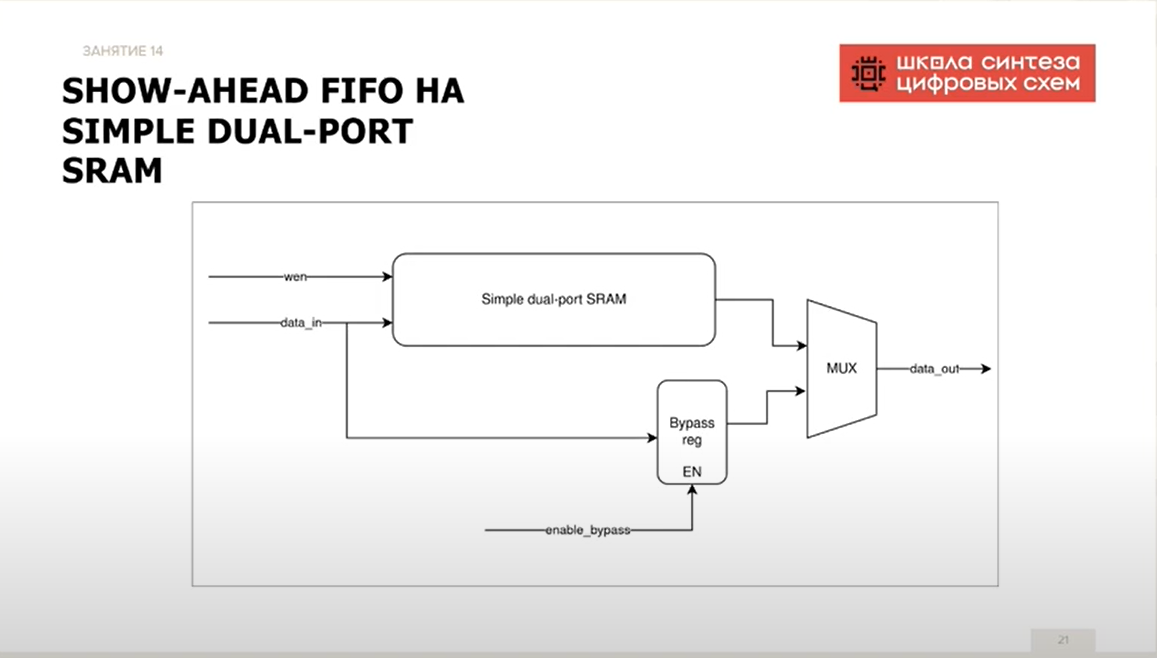 ЗАНЯТИЕ 14
школа синтеза
цифровых схем
SHOW-AHEAD FIFO НА
SIMPLE DUAL-PORT
SRAM
wen
Simple dual-port SRAM
data_in
MUX
data_out
Bypass
reg
EN
enable_bypass
21